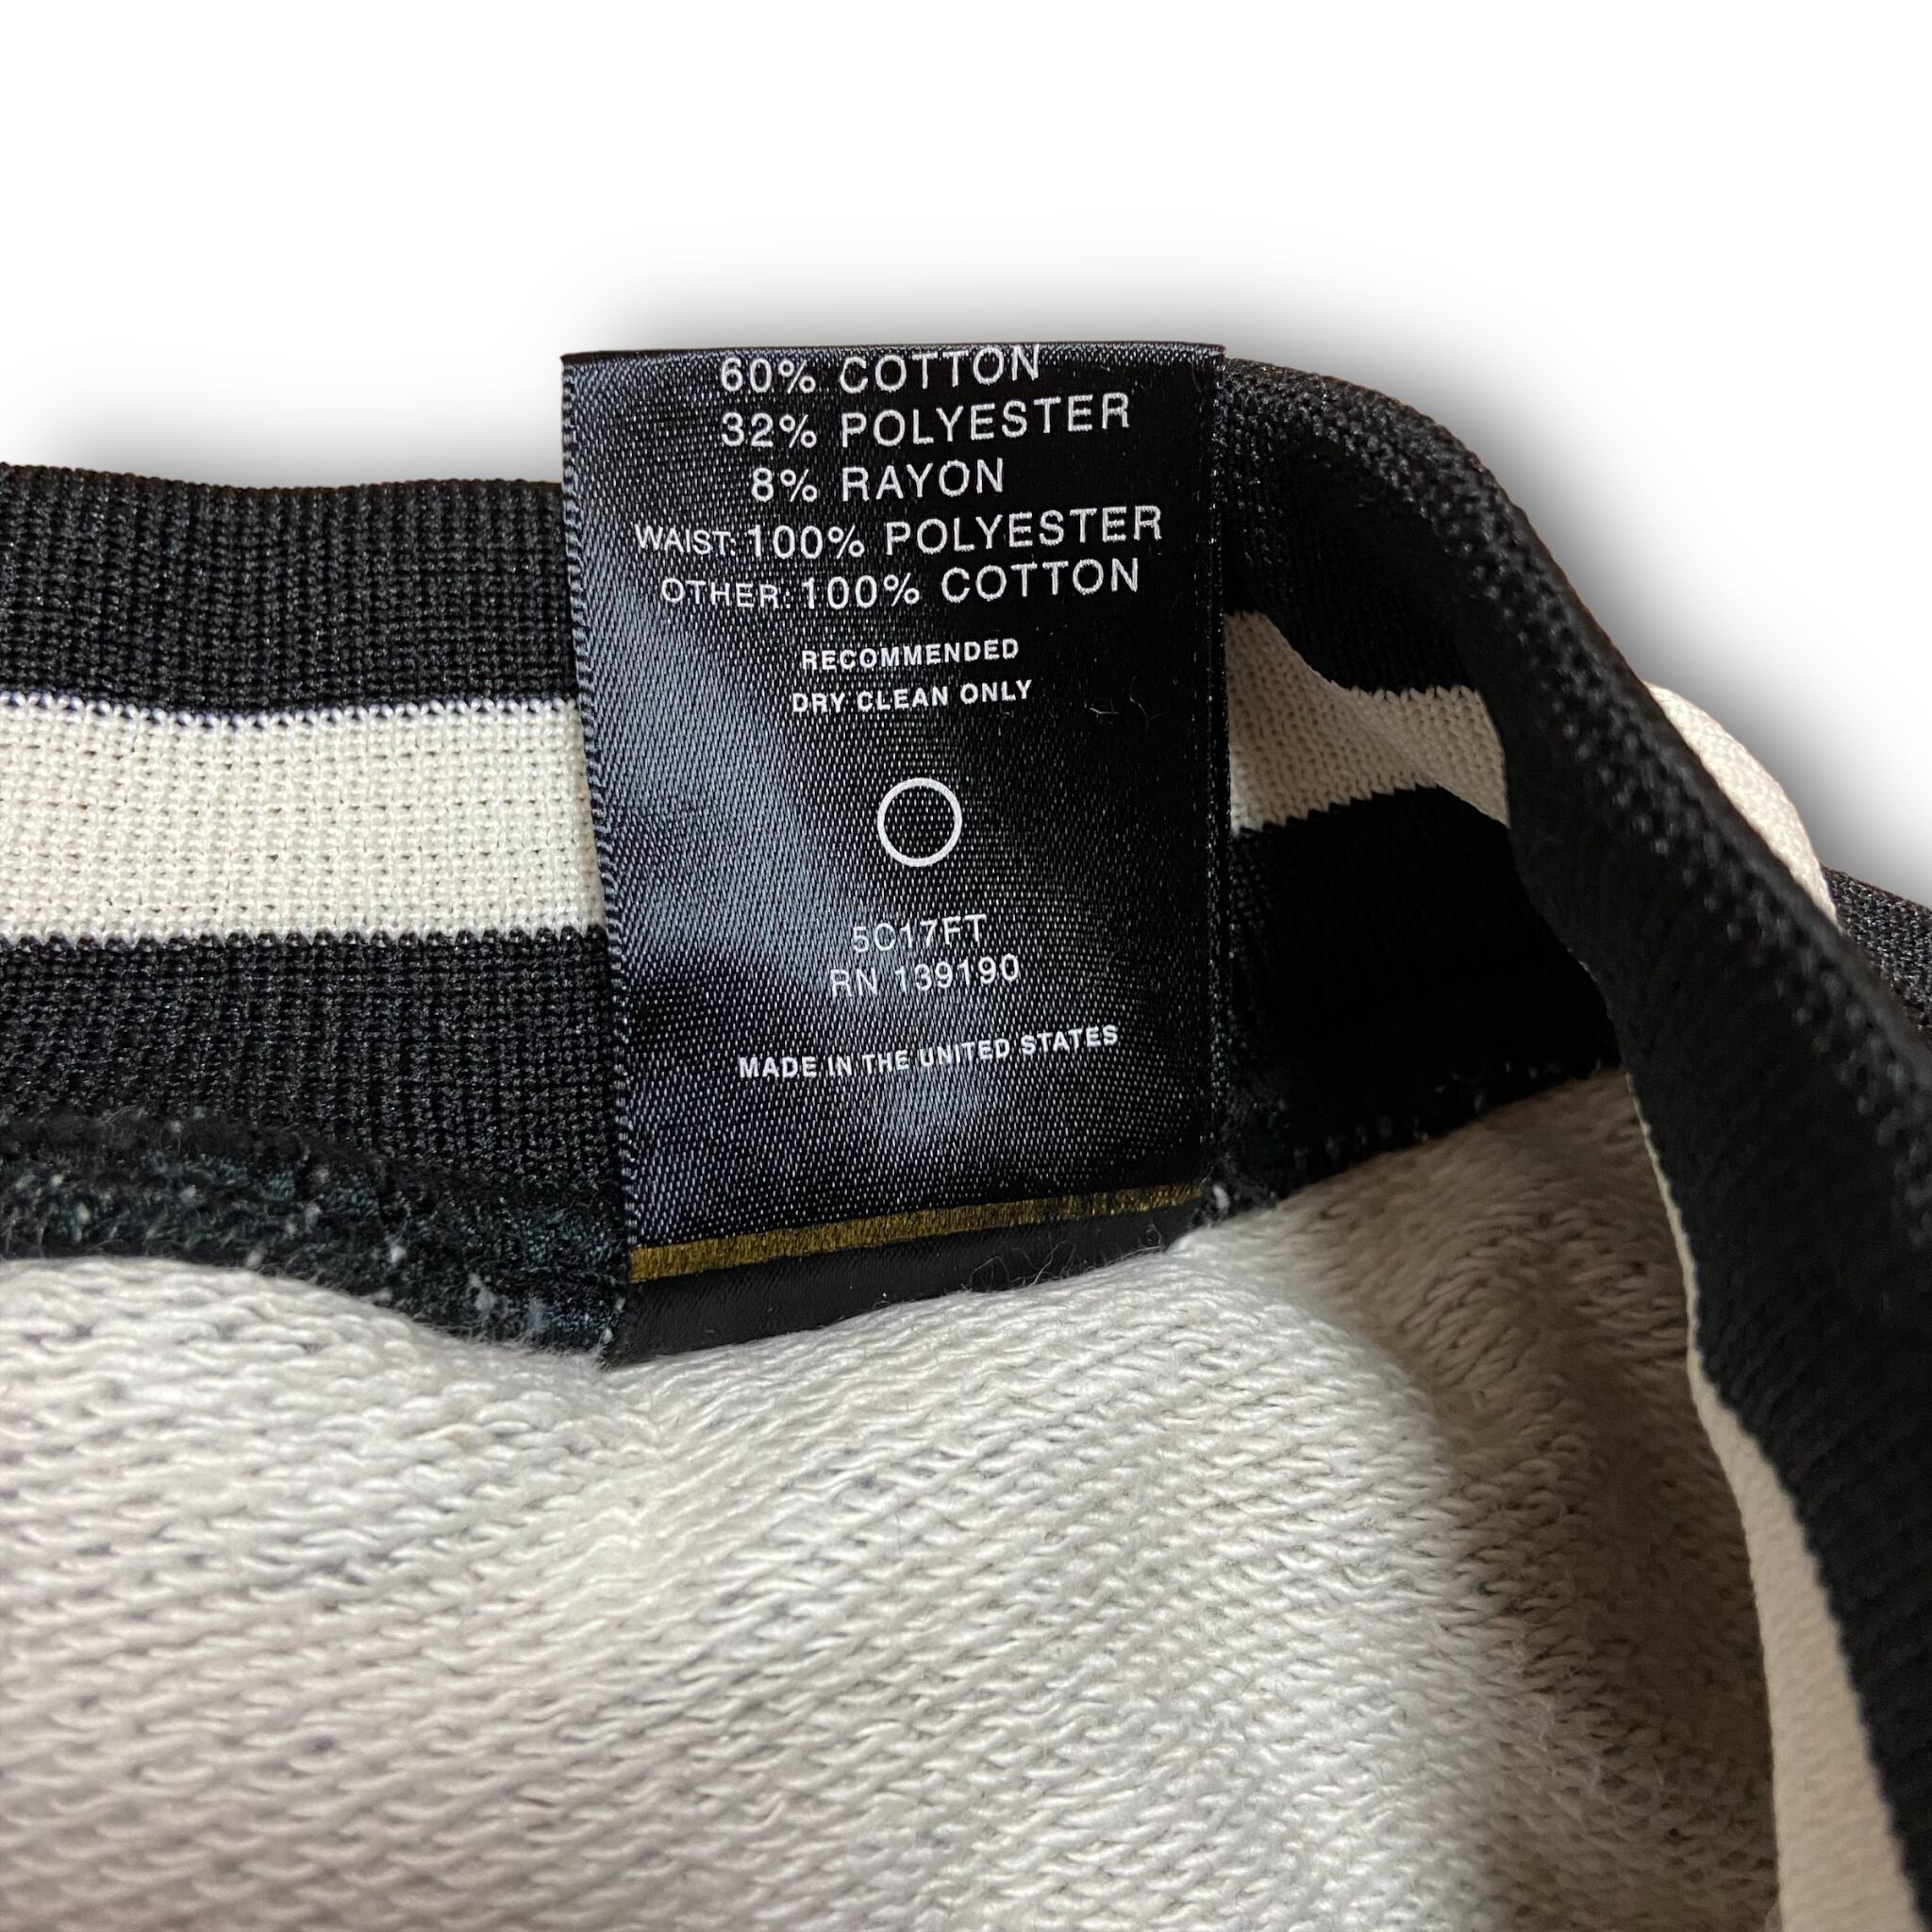 60% COTTON
32% POLYESTER
8% RAYON
WAIST: 100% POLYESTER
OTHER: 100% COTTON
RECOMMENDED
DRY CLEAN ONLY
5C17FT
RN 139190
MADE IN THE UNITED STATES